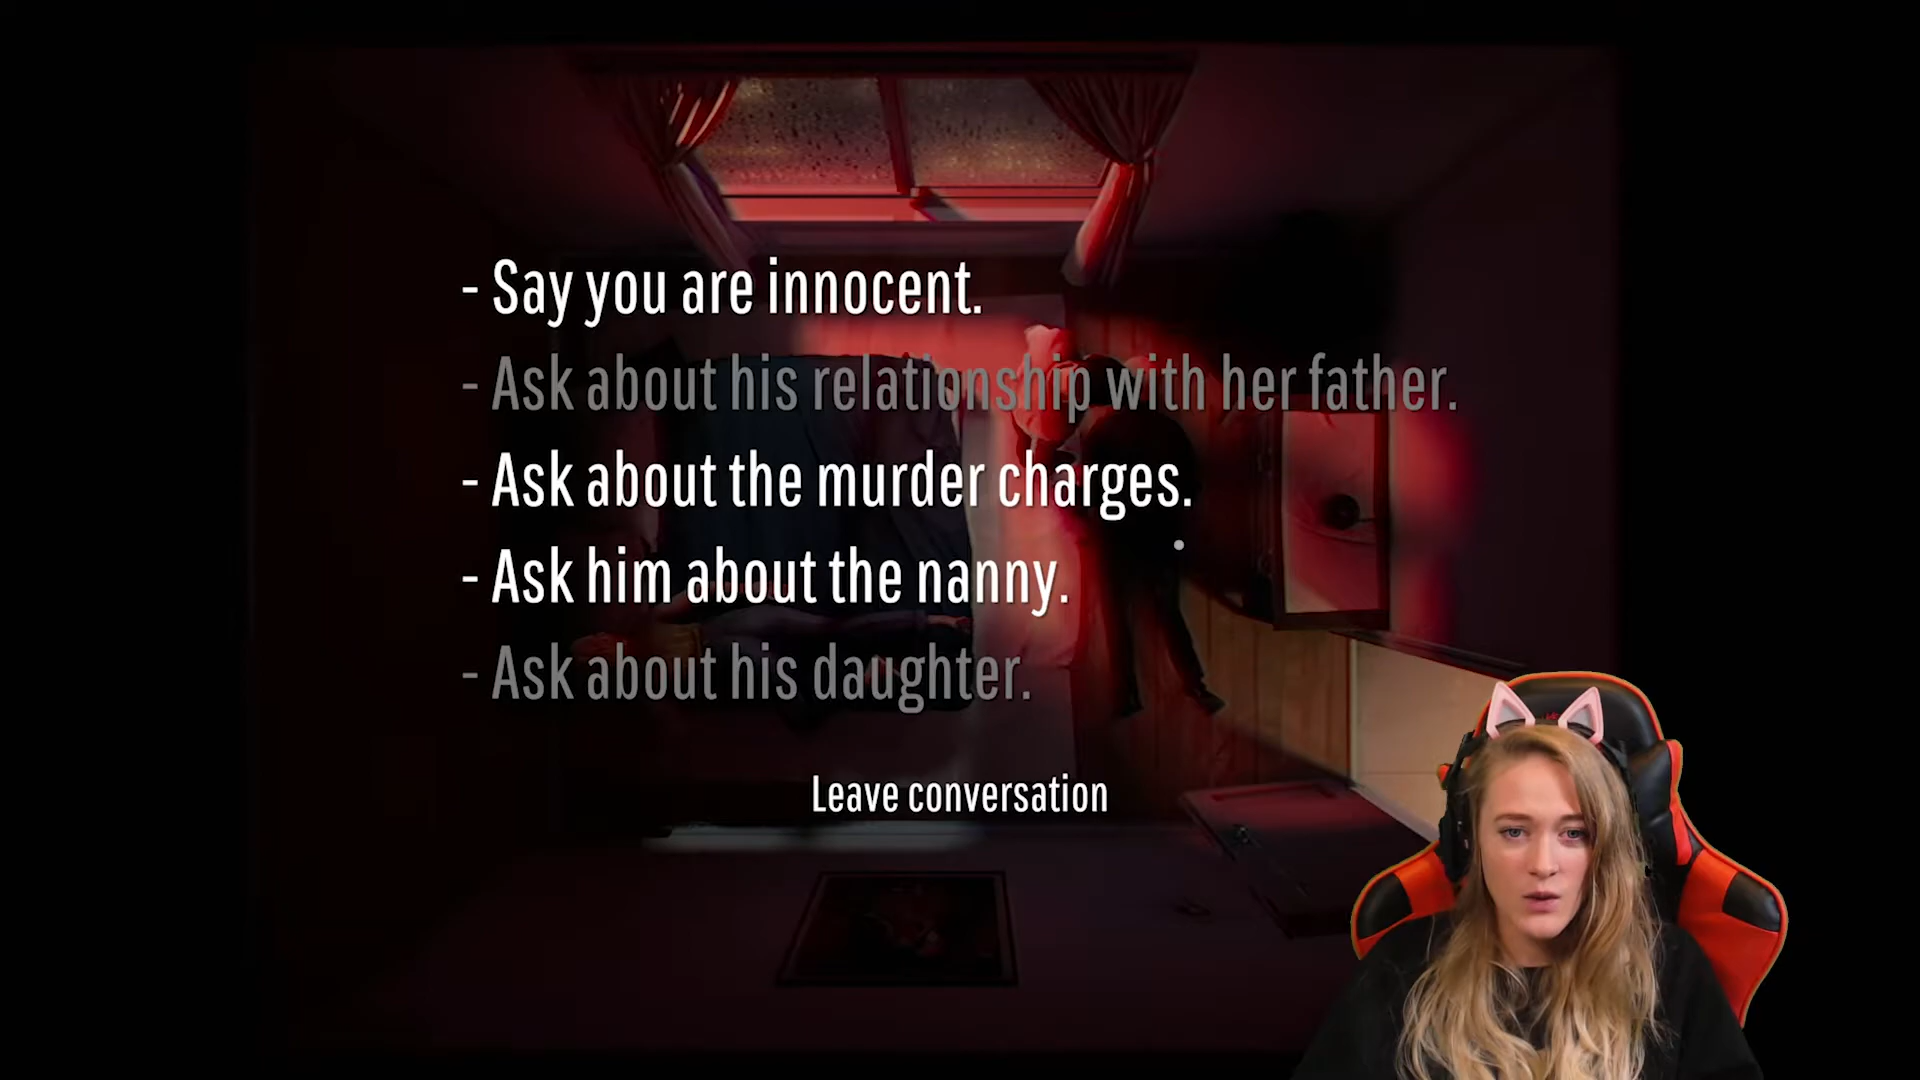 - Say you are innocent.
- Ask about his relationship with her father.
- Ask about the murder charges.
- Ask him about the nanny.
- Ask about his daughter.
Leave conversation